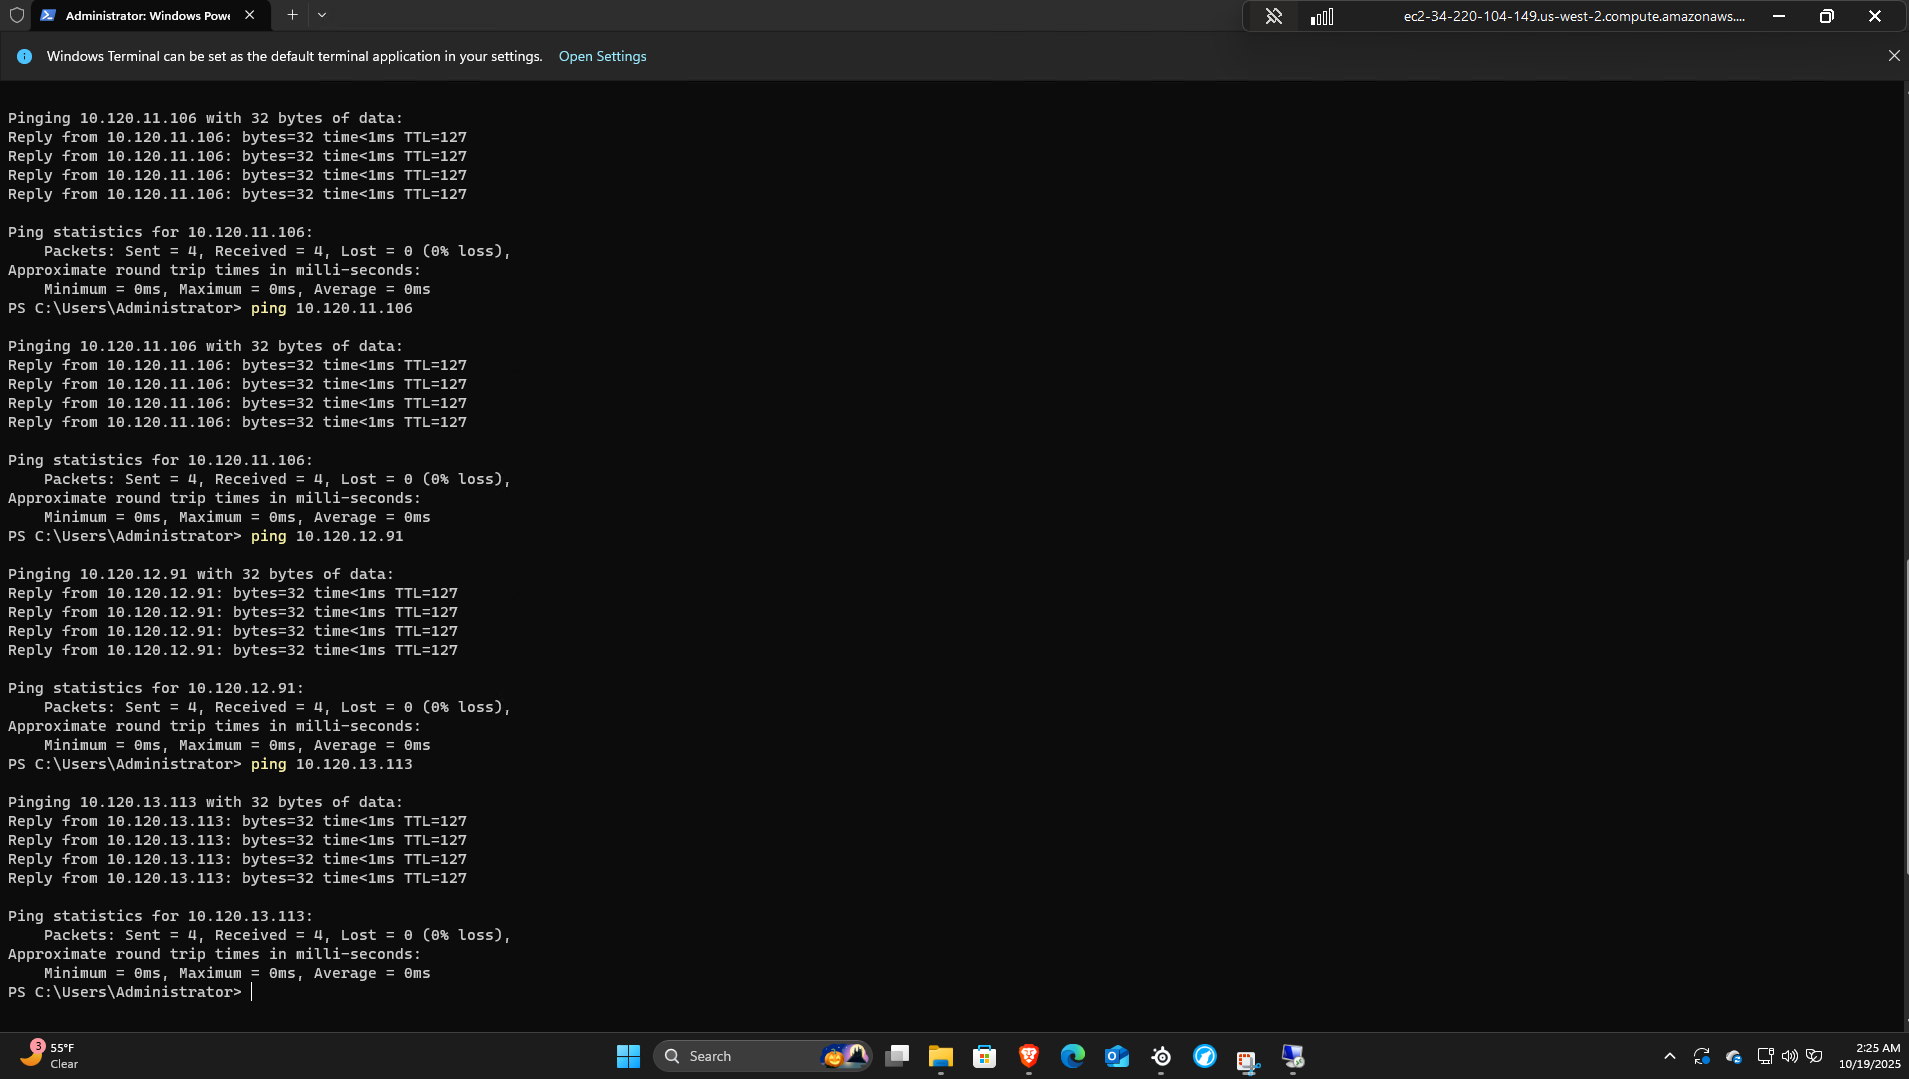 Administrator: Windows Powe
ec2-34-220-104-149.us-west-2.compute.amazonaws....
Windows Terminal can be set as the default terminal application in your settings. Open Settings
Pinging 10.120.11.106 with 32 bytes of data:
Reply from 10.120.11.106: bytes=32 time<1ms TTL=127
Reply from 10.120.11.106: bytes=32 time<1ms TTL=127
Reply from 10.120.11.106: bytes=32 time<1ms TTL=127
Reply from 10.120.11.106: bytes=32 time<1ms TTL=127
Ping statistics for 10.120.11.106:
Packets: Sent = 4, Received = 4, Lost = 0 (0% loss),
Approximate round trip times in milli-seconds:
Minimum = 0ms, Maximum = 0ms, Average = 0ms
PS C:\Users\Administrator> ping 10.120.11.106
Pinging 10.120.11.106 with 32 bytes of data:
Reply from 10.120.11.106: bytes=32 time<1ms TTL=127
Reply from 10.120.11.106: bytes=32 time<1ms TTL=127
Reply from 10.120.11.106: bytes=32 time<1ms TTL=127
Reply from 10.120.11.106: bytes=32 time<1ms TTL=127
Ping statistics for 10.120.11.106:
Packets: Sent = 4, Received = 4, Lost = 0 (0% loss),
Approximate round trip times in milli-seconds:
Minimum = 0ms, Maximum = 0ms, Average = 0ms
PS C:\Users\Administrator> ping 10.120.12.91
Pinging 10.120.12.91 with 32 bytes of data:
Reply from 10.120.12.91: bytes=32 time<1ms TTL=127
Reply from 10.120.12.91: bytes=32 time<1ms TTL=127
Reply from 10.120.12.91: bytes=32 time<1ms TTL=127
Reply from 10.120.12.91: bytes=32 time<1ms TTL=127
Ping statistics for 10.120.12.91:
Packets: Sent = 4, Received = 4, Lost = 0 (0% loss),
Approximate round trip times in milli-seconds:
Minimum = 0ms, Maximum = 0ms, Average = 0ms
PS C:\Users\Administrator> ping 10.120.13.113
Pinging 10.120.13.113 with 32 bytes of data:
Reply from 10.120.13.113: bytes=32 time<1ms TTL=127
Reply from 10.120.13.113: bytes=32 time<1ms TTL=127
Reply from 10.120.13.113: bytes=32 time<1ms TTL=127
Reply from 10.120.13.113: bytes=32 time<1ms TTL=127
Ping statistics for 10.120.13.113:
Packets: Sent = 4, Received = 4, Lost = 0 (0% loss),
Approximate round trip times in milli-seconds:
Minimum = 0ms, Maximum = 0ms, Average = 0ms
PS C:\Users\Administrator>
3
55°F
Clear
Search
2:25 AM
10/19/2025